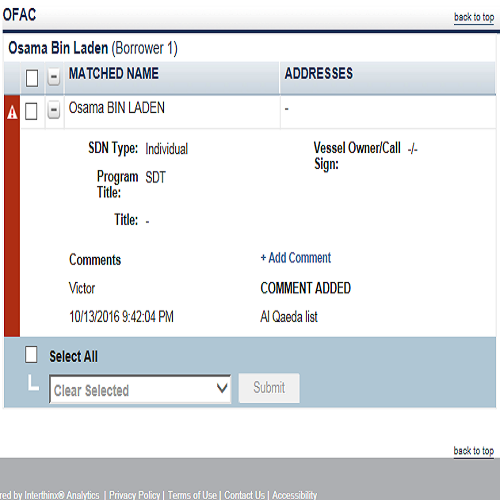 OFAC
back to top
Osama Bin Laden (Borrower 1)
MATCHED NAME ADDRESSES
Osama BIN LADEN -
SDN Type: Individual Vessel Owner/Call Sign: -/-
Program Title: SDT
Title: -
Comments + Add Comment
Victor COMMENT ADDED
10/13/2016 9:42:04 PM Al Qaeda list
Select All
Clear Selected Submit
back to top
red by Interthinx® Analytics | Privacy Policy | Terms of Use | Contact Us | Accessibility